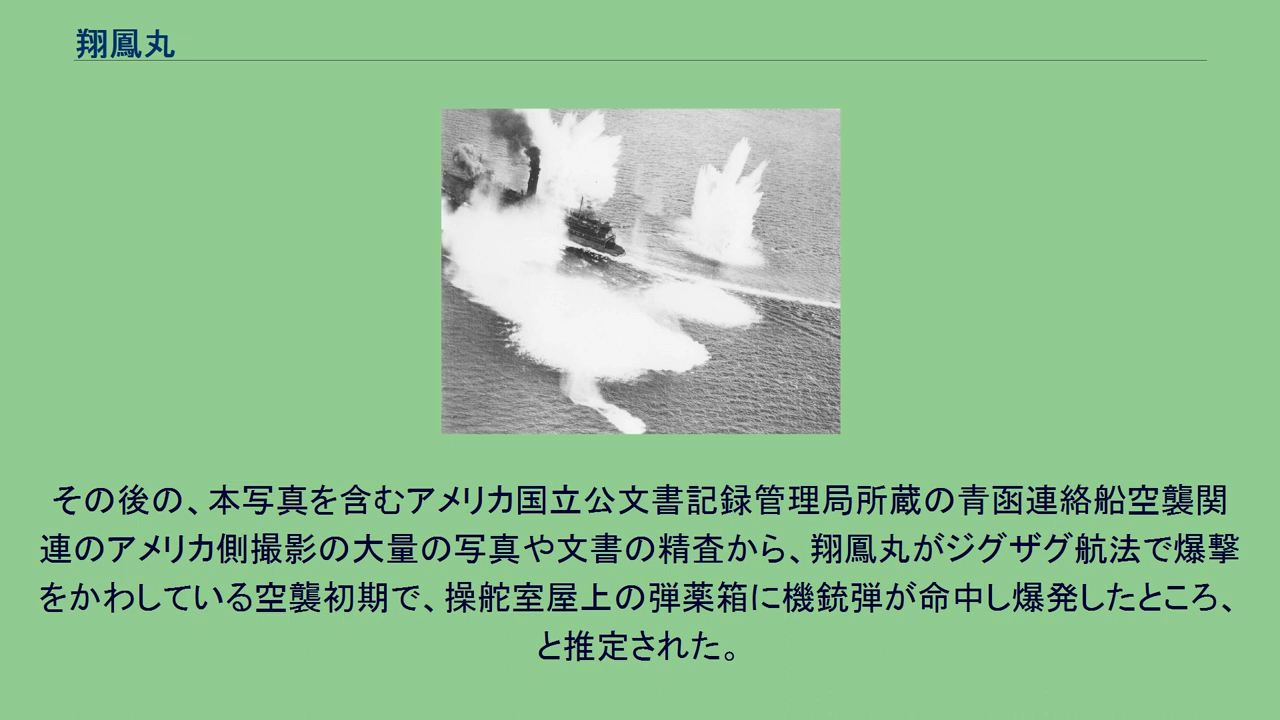 翔鳳丸
その後の、本写真を含むアメリカ国立公文書記録管理局所蔵の青函連絡船空襲関
連のアメリカ側撮影の大量の写真や文書の精査から、翔鳳丸がジグザグ航法で爆撃
をかわしている空襲初期で、操舵室屋上の弾薬箱に機銃弾が命中し爆発したところ、
と推定された。